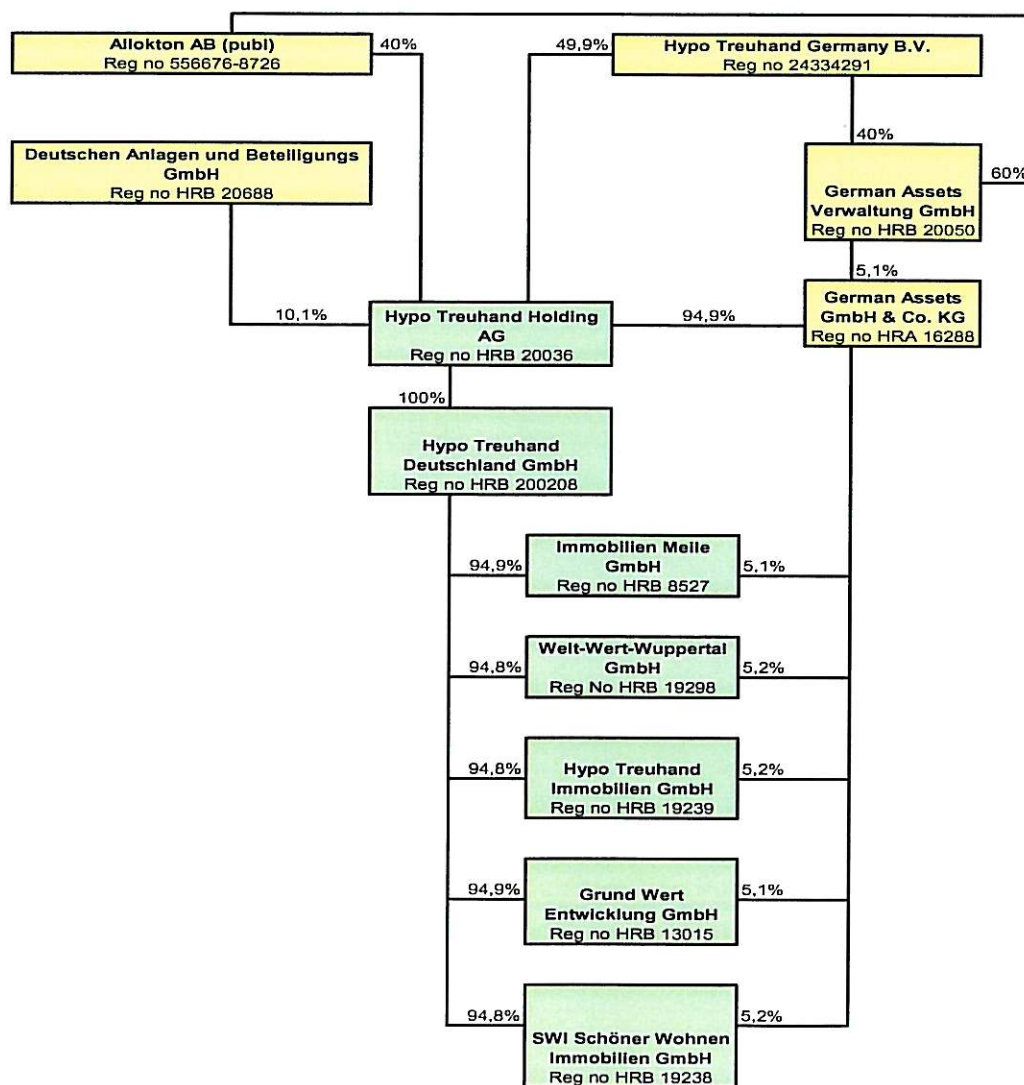 Allokton AB (publ)
Reg no 556676-8726
40%
49,9%
Hypo Treuhand Germany B.V.
Reg no 24334291
Deutschen Anlagen und Beteiligungs
GmbH
Reg no HRB 20688
40%
German Assets
Verwaltung GmbH
Reg no HRB 20050
60%
5,1%
10,1%
Hypo Treuhand Holding
AG
Reg no HRB 20036
94,9%
German Assets
GmbH & Co. KG
Reg no HRA 16288
100%
Hypo Treuhand
Deutschland GmbH
Reg no HRB 200208
94,9%
Immobilien Meile
GmbH
Reg no HRB 8527
5,1%
94,8%
Welt-Wert-Wuppertal
GmbH
Reg No HRB 19298
5,2%
94,8%
Hypo Treuhand
Immobilien GmbH
Reg no HRB 19239
5,2%
94,9%
Grund Wert
Entwicklung GmbH
Reg no HRB 13015
5,1%
94,8%
SWI Schöner Wohnen
Immobilien GmbH
Reg no HRB 19238
5,2%